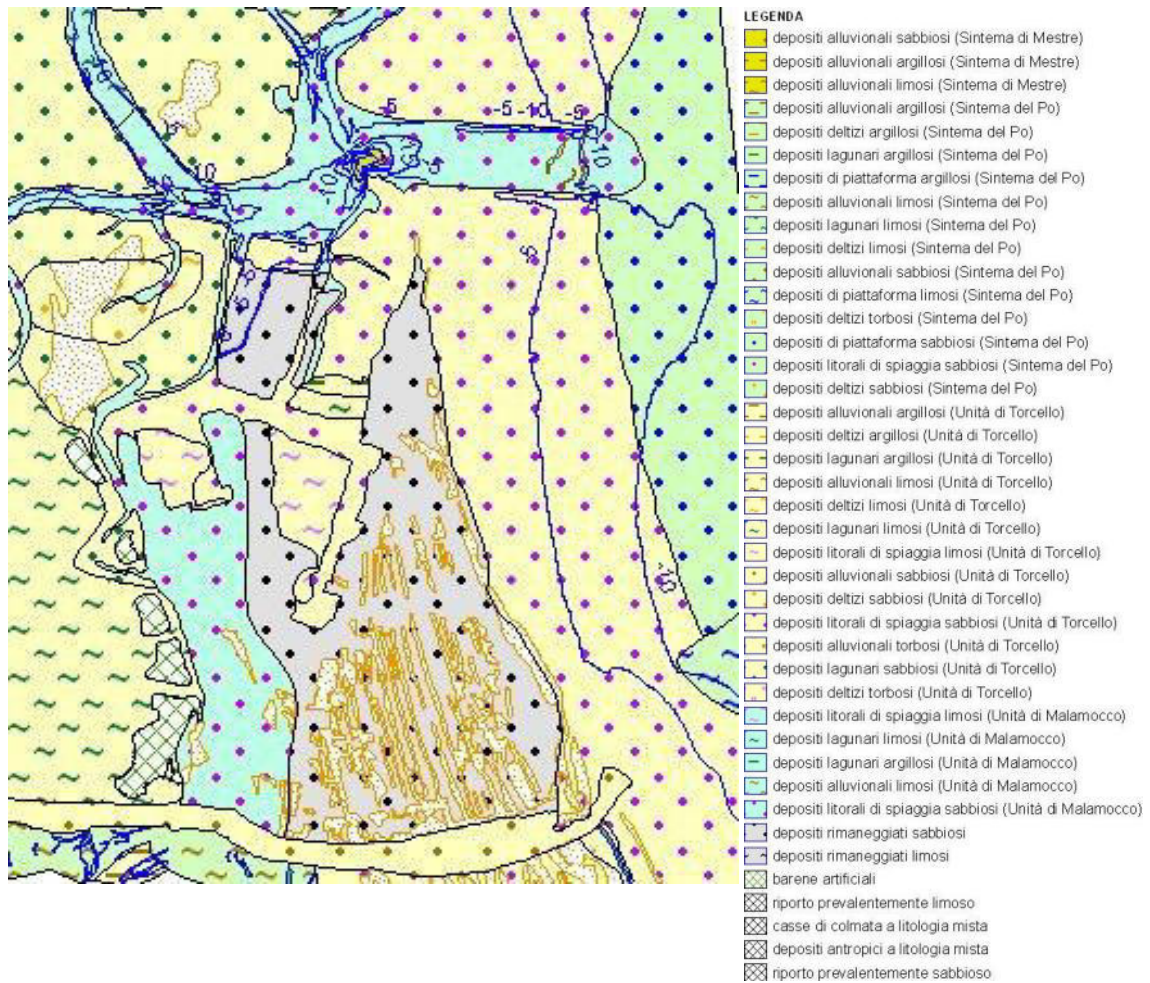 -5
-5 -10 -5
-10
-5
-5
10
-10
-5
-5
-10
LEGENDA
depositi alluvionali sabbiosi (Sintema di Mestre)
depositi alluvionali argillosi (Sintema di Mestre)
depositi alluvionali limosi (Sintema di Mestre)
depositi alluvionali argillosi (Sintema del Po)
depositi deltizi argillosi (Sintema del Po)
depositi lagunari argillosi (Sintema del Po)
depositi di piattaforma argillosi (Sintema del Po)
depositi alluvionali limosi (Sintema del Po)
depositi lagunari limosi (Sintema del Po)
depositi deltizi limosi (Sintema del Po)
depositi alluvionali sabbiosi (Sintema del Po)
depositi di piattaforma limosi (Sintema del Po)
depositi deltizi torbosi (Sintema del Po)
depositi di piattaforma sabbiosi (Sintema del Po)
depositi litorali di spiaggia sabbiosi (Sintema del Po)
depositi deltizi sabbiosi (Sintema del Po)
depositi alluvionali argillosi (Unità di Torcello)
depositi deltizi argillosi (Unità di Torcello)
depositi lagunari argillosi (Unità di Torcello)
depositi alluvionali limosi (Unità di Torcello)
depositi deltizi limosi (Unità di Torcello)
depositi lagunari limosi (Unità di Torcello)
depositi litorali di spiaggia limosi (Unità di Torcello)
depositi alluvionali sabbiosi (Unità di Torcello)
depositi deltizi sabbiosi (Unità di Torcello)
depositi litorali di spiaggia sabbiosi (Unità di Torcello)
depositi alluvionali torbosi (Unità di Torcello)
depositi lagunari sabbiosi (Unità di Torcello)
depositi deltizi torbosi (Unità di Torcello)
depositi litorali di spiaggia limosi (Unità di Malamocco)
depositi lagunari limosi (Unità di Malamocco)
depositi lagunari argillosi (Unità di Malamocco)
depositi alluvionali limosi (Unità di Malamocco)
depositi litorali di spiaggia sabbiosi (Unità di Malamocco)
depositi rimaneggiati sabbiosi
depositi rimaneggiati limosi
barene artificiali
riporto prevalentemente limoso
casse di colmata a litologia mista
depositi antropici a litologia mista
riporto prevalentemente sabbioso